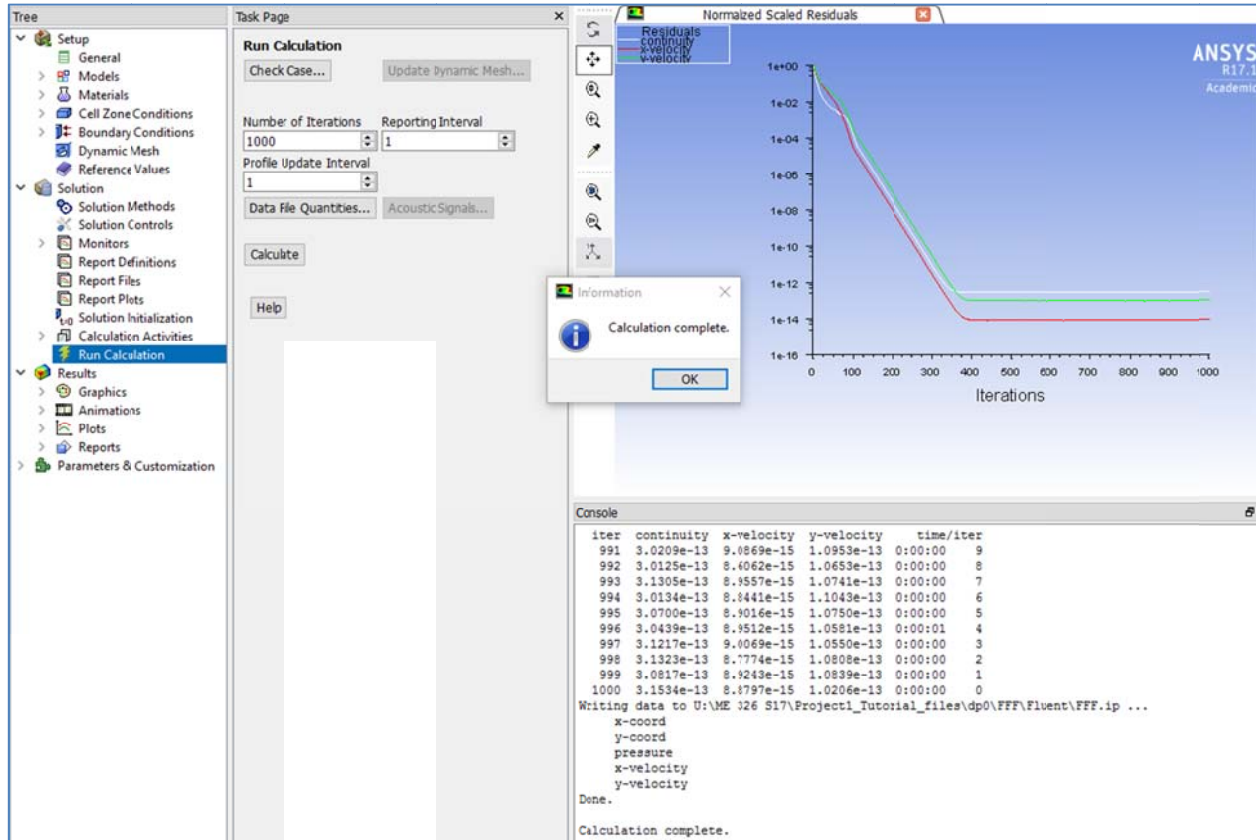 Tree
Setup
General
Models
Materials
Cell Zone Conditions
Boundary Conditions
Dynamic Mesh
Reference Values
Solution
Solution Methods
Solution Controls
Monitors
Report Definitions
Report Files
Report Plots
t=0 Solution Initialization
Calculation Activities
Run Calculation
Results
Graphics
Animations
Plots
Reports
Parameters & Customization
Task Page
Run Calculation
Check Case... Update Dynamic Mesh...
Number of Iterations Reporting Interval
1000 1
Profile Update Interval
1
Data File Quantities... Acoustic Signals...
Calculate
Help
Normaized Scaled Residuals
Residuals
continuity
x-velocity
y-velocity
ANSYS
R17.1
Academic
1e+00
1e-02
1e-04
1e-06
1e-08
1e-10
1e-12
1e-14
1e-16
0 100 200 300 400 500 600 700 800 900 1000
Iterations
Information
Calculation complete.
OK
Console
iter continuity x-velocity y-velocity time/iter
991 3.0209e-13 9.0869e-15 1.0953e-13 0:00:00 9
992 3.0125e-13 8.6062e-15 1.0653e-13 0:00:00 8
993 3.1305e-13 8.9557e-15 1.0741e-13 0:00:00 7
994 3.0134e-13 8.8441e-15 1.1043e-13 0:00:00 6
995 3.0700e-13 8.9016e-15 1.0750e-13 0:00:00 5
996 3.0439e-13 8.9512e-15 1.0581e-13 0:00:01 4
997 3.1217e-13 9.0069e-15 1.0550e-13 0:00:00 3
998 3.1323e-13 8.7774e-15 1.0808e-13 0:00:00 2
999 3.0817e-13 8.9243e-15 1.0839e-13 0:00:00 1
1000 3.1534e-13 8.8797e-15 1.0206e-13 0:00:00 0
Writing data to U:\ME 326 S17\Project1_Tutorial_files\dp0\FFF\Fluent\FFF.ip ...
x-coord
y-coord
pressure
x-velocity
y-velocity
Done.
Calculation complete.